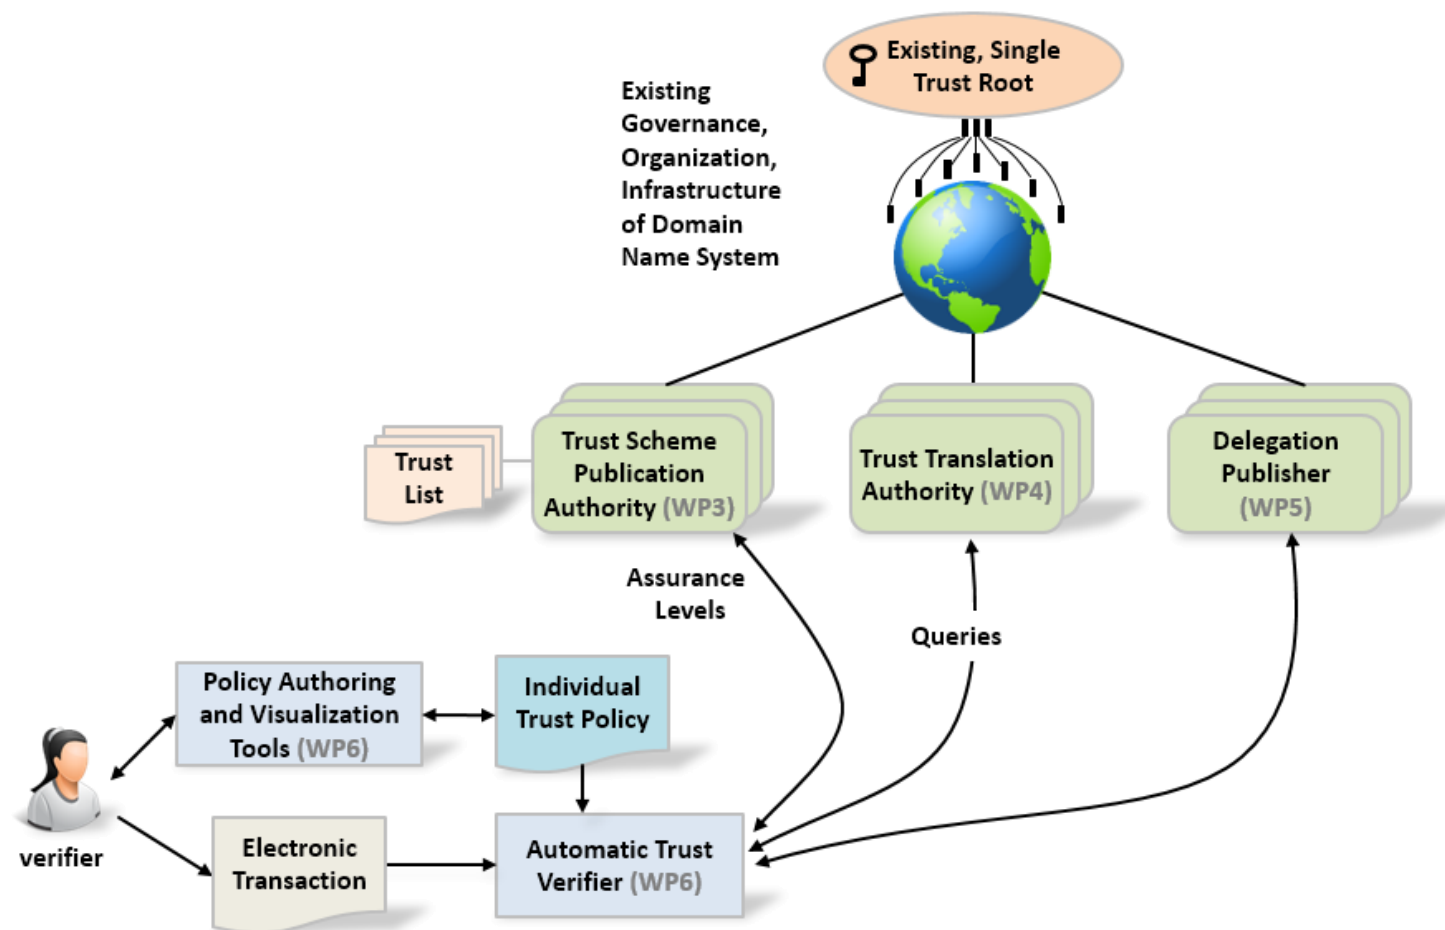 Existing, Single
Trust Root
Existing
Governance,
Organization,
Infrastructure
of Domain
Name System
Trust
List
Trust Scheme
Publication
Authority (WP3)
Trust Translation
Authority (WP4)
Delegation
Publisher
(WP5)
Assurance
Levels
Queries
Policy Authoring
and Visualization
Tools (WP6)
Individual
Trust Policy
verifier
Electronic
Transaction
Automatic Trust
Verifier (WP6)